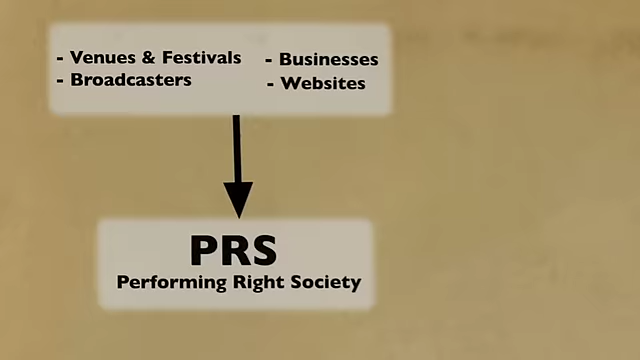 - Venues & Festivals
- Broadcasters
- Businesses
- Websites
PRS
Performing Right Society